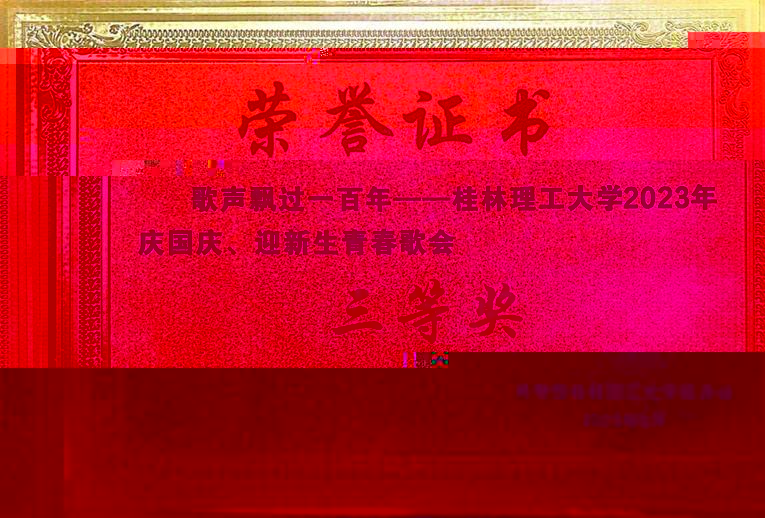 荣誉证书
歌声飘过一百年——桂林理工大学2023年
庆国庆、迎新生青春歌会
三等奖